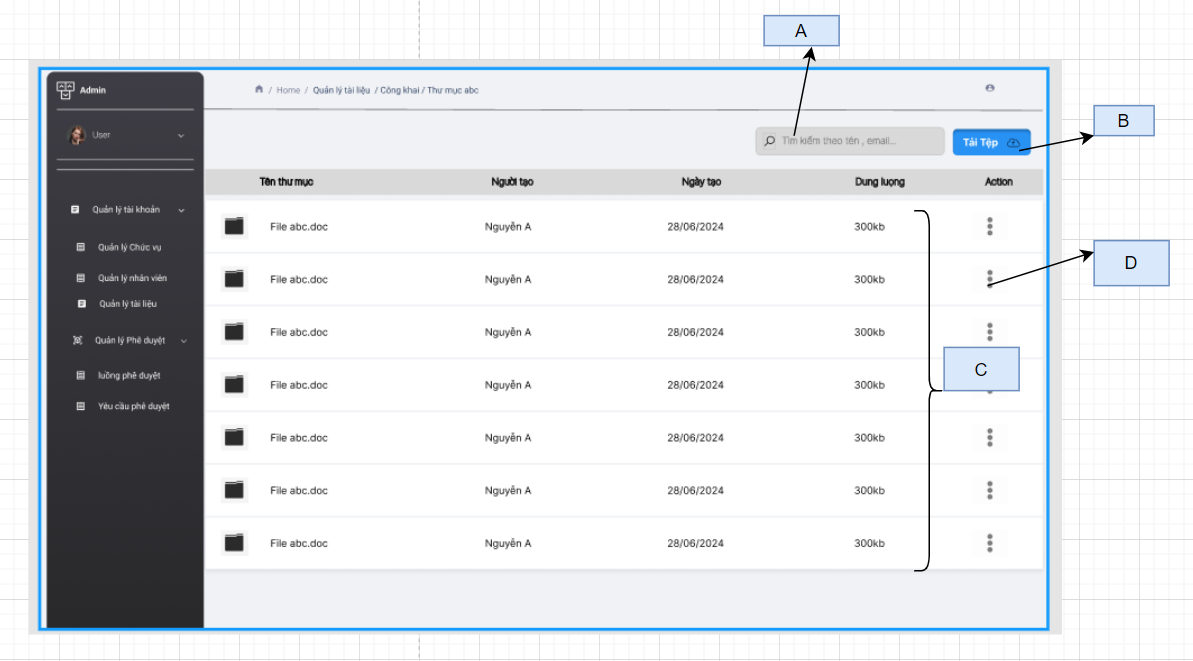 A
B
Admin
/ Home / Quản lý tài liệu / Công khai / Thư mục abc
User
Tìm kiếm theo tên , email...
Tải Tệp
Tên thư mục Người tạo Ngày tạo Dung lượng Action
Quản lý tài khoản
Quản lý Chức vụ
Quản lý nhân viên
Quản lý tài liệu
Quản lý Phê duyệt
luồng phê duyệt
Yêu cầu phê duyệt
File abc.doc Nguyễn A 28/06/2024 300kb
File abc.doc Nguyễn A 28/06/2024 300kb
File abc.doc Nguyễn A 28/06/2024 300kb
File abc.doc Nguyễn A 28/06/2024 300kb
File abc.doc Nguyễn A 28/06/2024 300kb
File abc.doc Nguyễn A 28/06/2024 300kb
File abc.doc Nguyễn A 28/06/2024 300kb
D
C